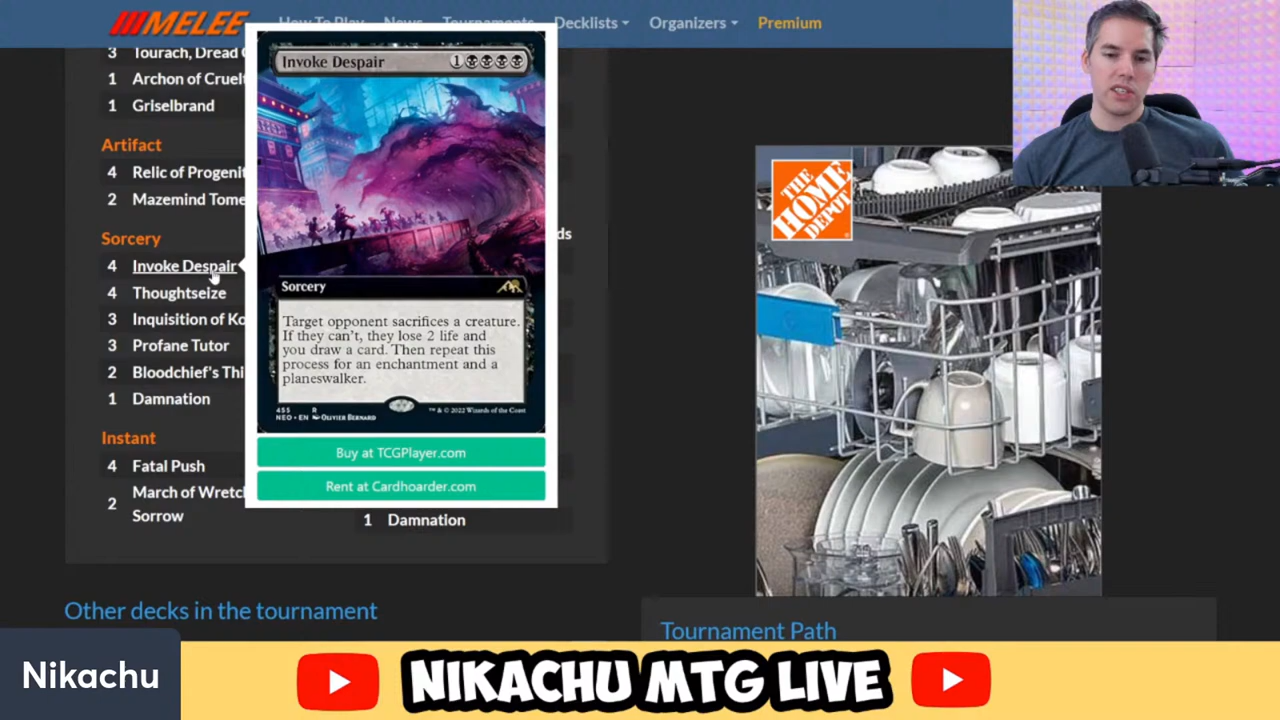 MELEE
How To Play
News
Tournaments
Decklists
Organizers
Premium
3 Tourach, Dread
1 Archon of Cruel
1 Griselbrand
Artifact
4 Relic of Progenit
2 Mazemind Tome
Sorcery
4 Invoke Despair
4 Thoughtseize
3 Inquisition of Ko
3 Profane Tutor
2 Bloodchief's Thi
1 Damnation
Instant
4 Fatal Push
2 March of Wretch
Sorrow
Invoke Despair 1
Sorcery
Target opponent sacrifices a creature.
If they can't, they lose 2 life and
you draw a card. Then repeat this
process for an enchantment and a
planeswalker.
455 R
NEO • EN OLIVIER BERNARD
™ & © 2022 Wizards of the Coast
Buy at TCGPlayer.com
Rent at Cardhoarder.com
ds
1 Damnation
THE HOME DEPOT
Other decks in the tournament
Tournament Path
Nikachu
NIKACHU MTG LIVE